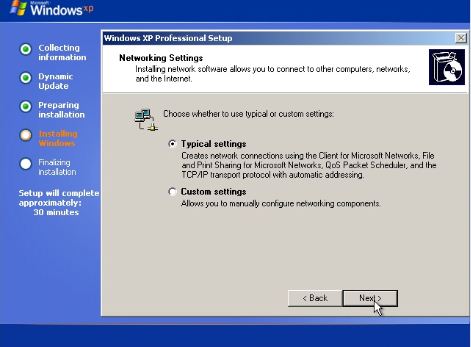 Microsoft
Windows xp
Collecting
information
Dynamic
Update
Preparing
installation
Installing
Windows
Finalizing
installation
Setup will complete
approximately:
30 minutes
Windows XP Professional Setup
Networking Settings
Installing network software allows you to connect to other computers, networks,
and the Internet.
Choose whether to use typical or custom settings:
Typical settings
Creates network connections using the Client for Microsoft Networks, File
and Print Sharing for Microsoft Networks, QoS Packet Scheduler, and the
TCP/IP transport protocol with automatic addressing.
Custom settings
Allows you to manually configure networking components.
< Back
Next >